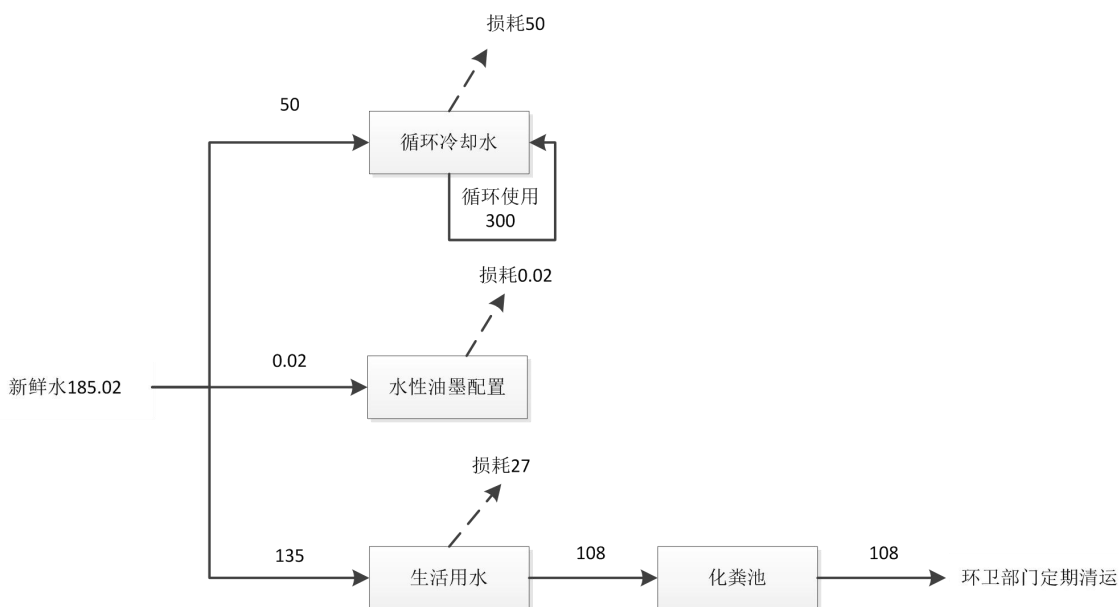 损耗50
50
循环冷却水
循环使用
300
损耗0.02
0.02
新鲜水185.02
水性油墨配置
损耗27
135
生活用水
108
化粪池
108
环卫部门定期清运